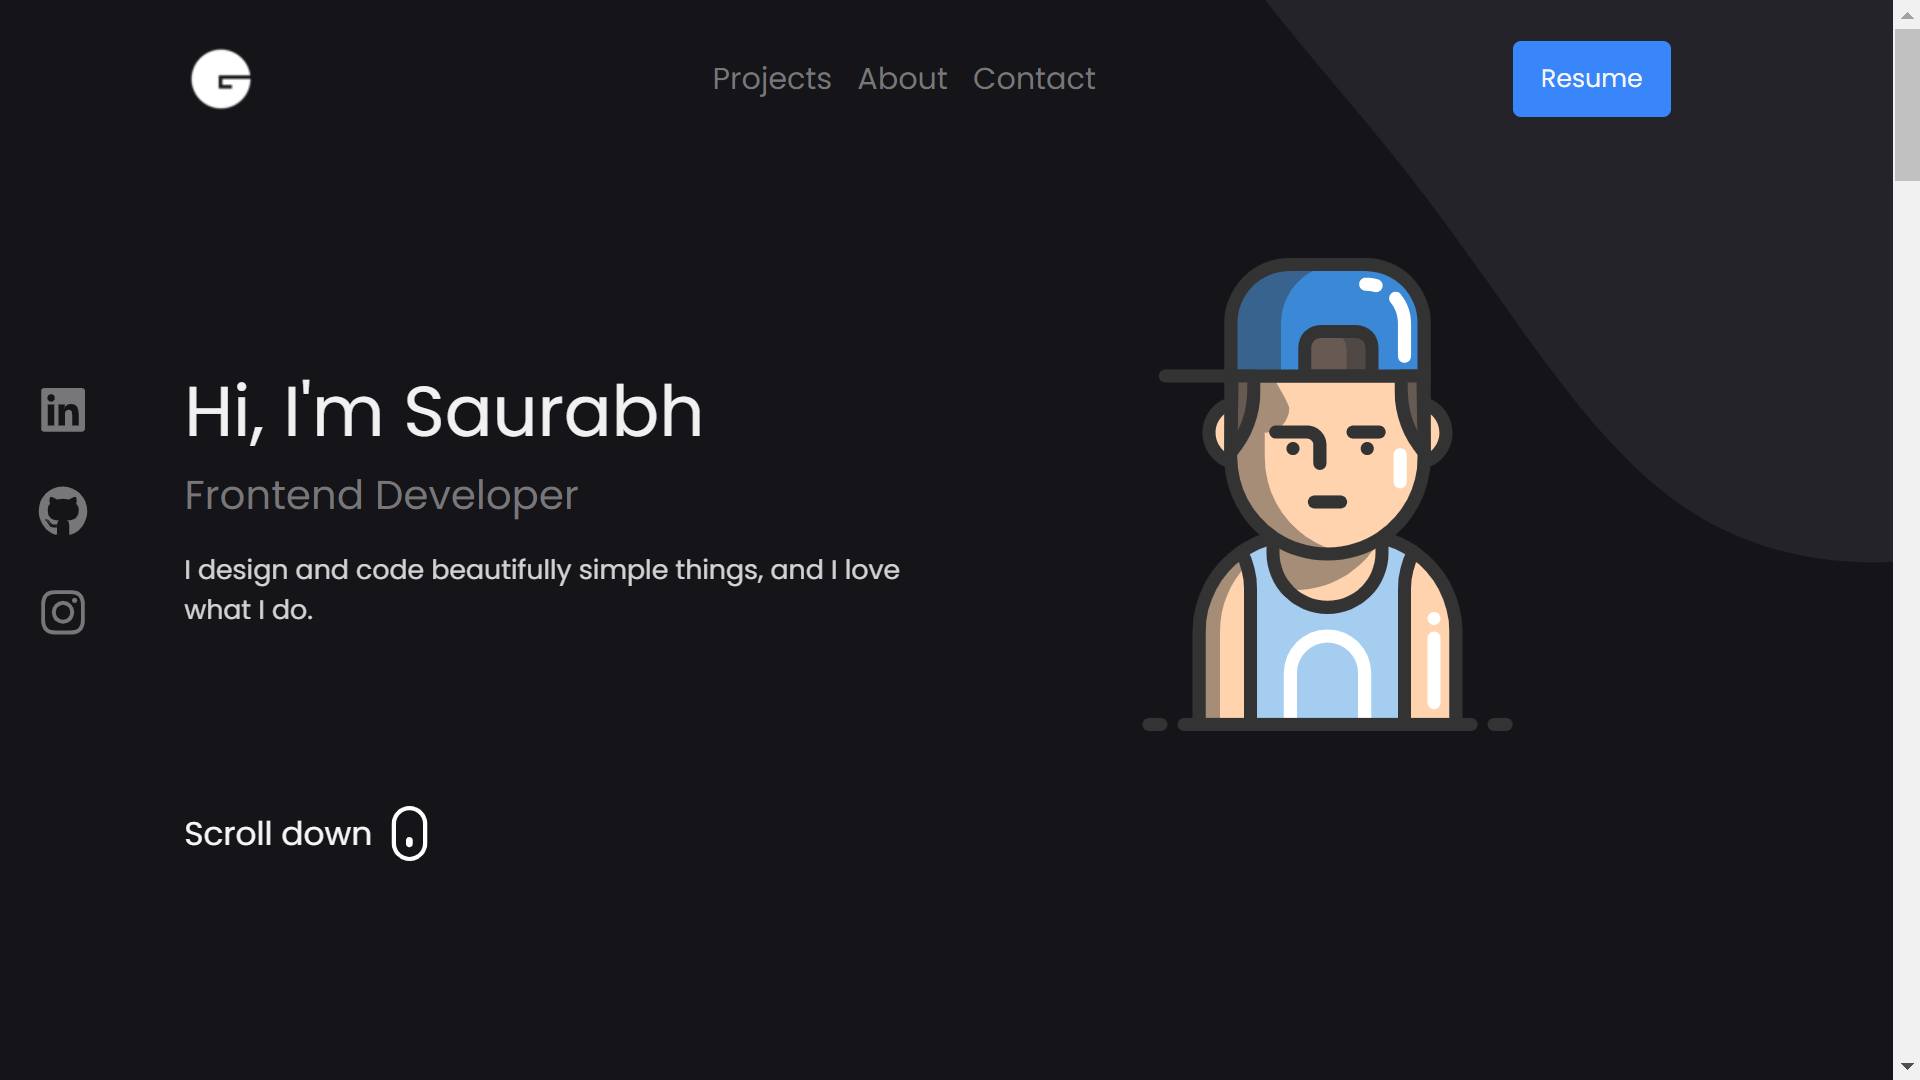 G
Projects About Contact
Resume
in
Hi, I'm Saurabh
Frontend Developer
I design and code beautifully simple things, and I love
what I do.
Scroll down